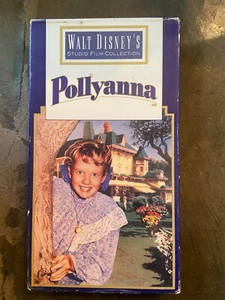 WALT DISNEY'S
STUDIO FILM COLLECTION
Pollyanna